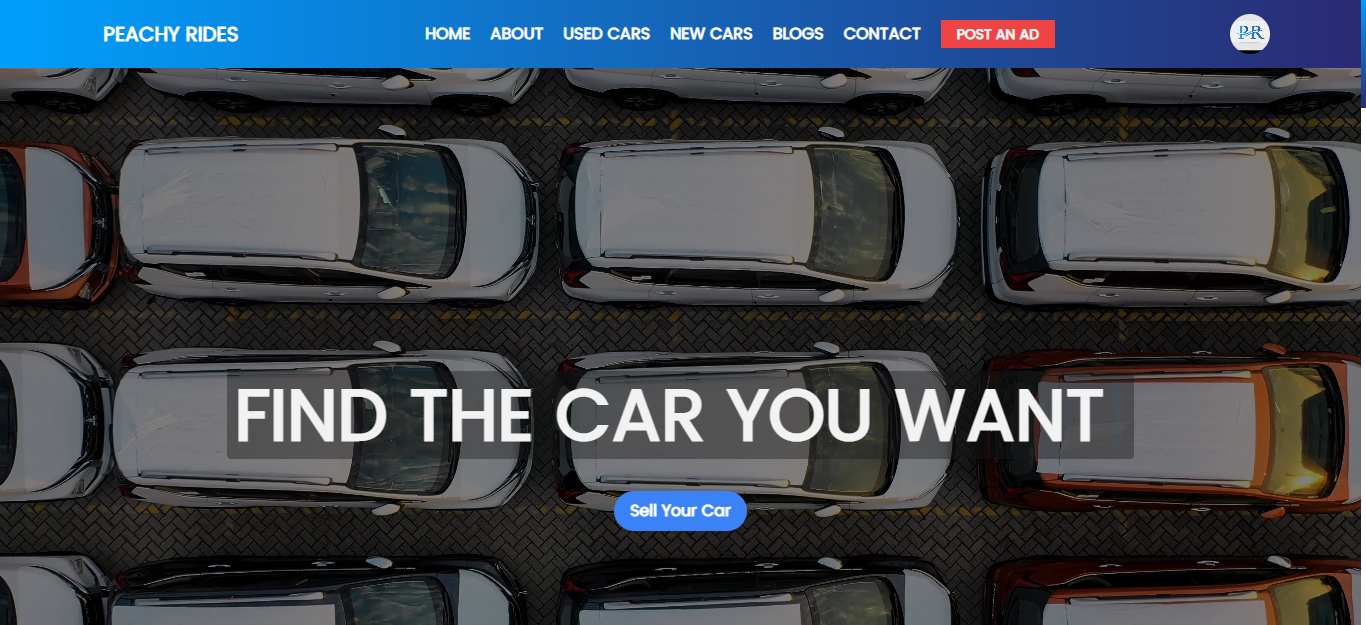 PEACHY RIDES HOME ABOUT USED CARS NEW CARS BLOGS CONTACT POST AN AD PR
FIND THE CAR YOU WANT
Sell Your Car